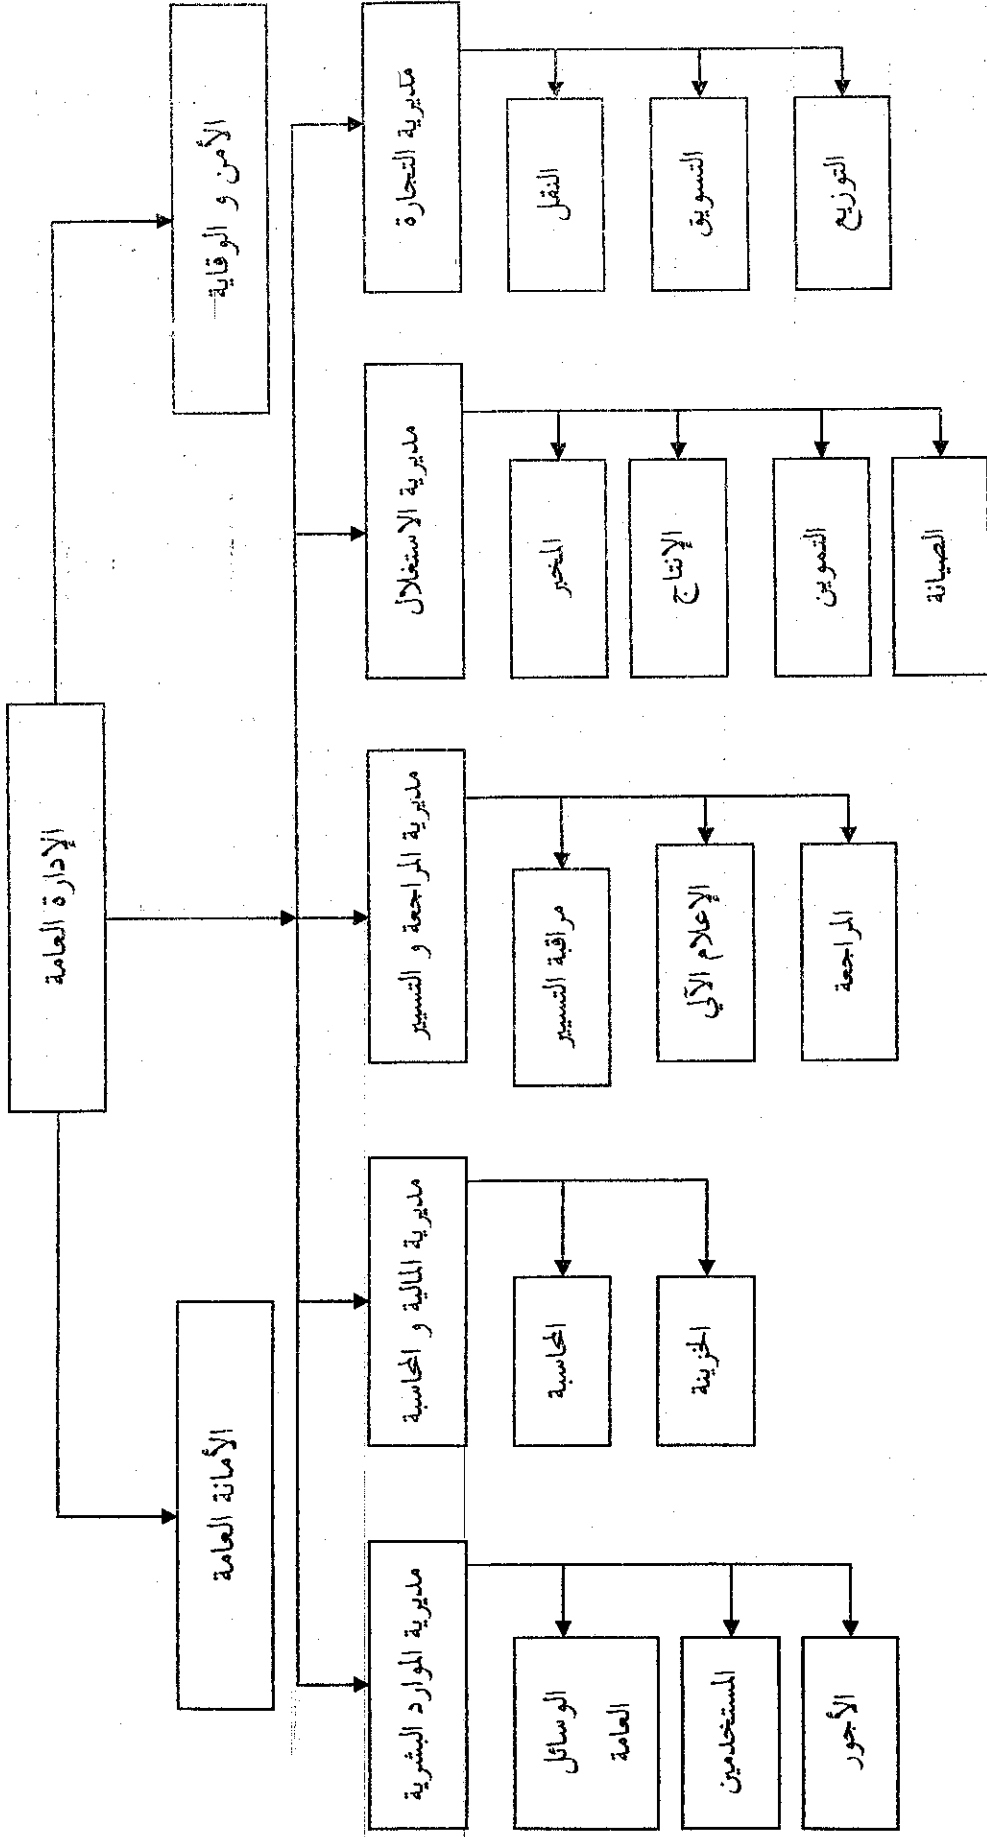 الإدارة العامة
الأمن و الوقاية
الأمانة العامة
مديرية التجارة
النقل
التسويق
التوزيع
مديرية الاستغلال
المخبر
الإنتاج
التموين
الصيانة
مديرية المراجعة و التسيير
مراقبة التسيير
الإعلام الآلي
المراجعة
مديرية المالية و المحاسبة
المحاسبة
الخزينة
مديرية الموارد البشرية
الوسائل
العامة
المستخدمين
الأجور